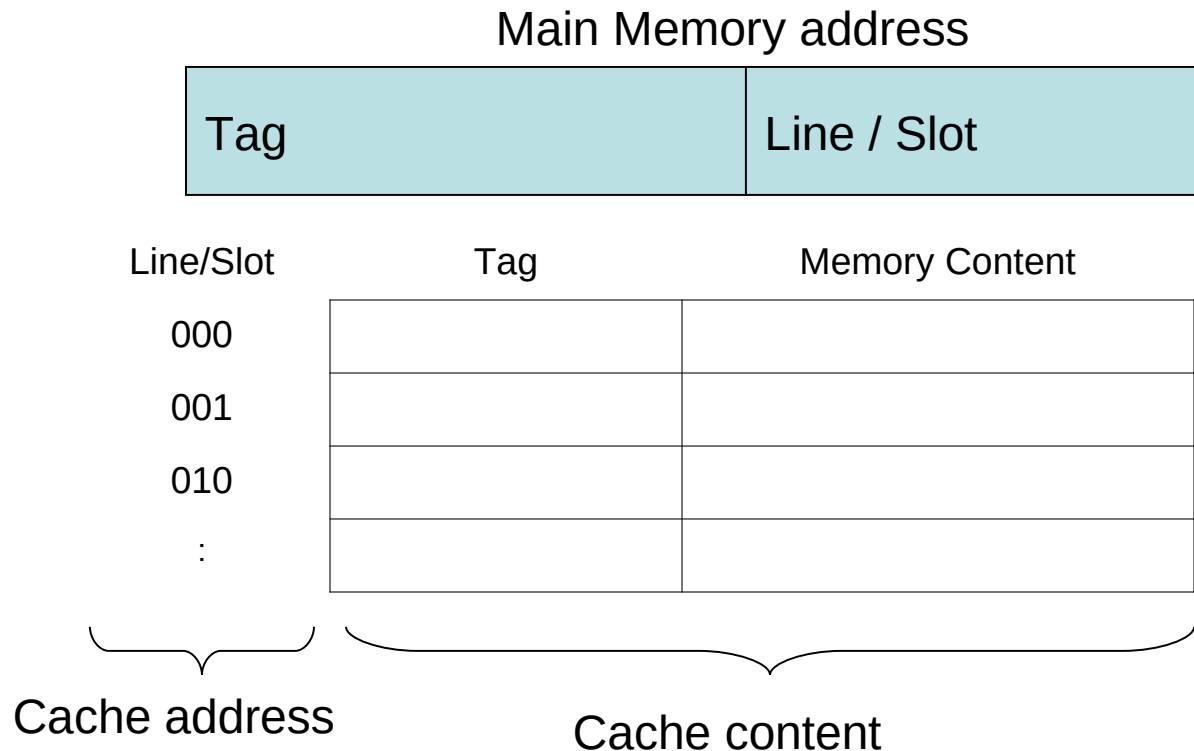 Main Memory address
Tag Line / Slot
Line/Slot Tag Memory Content
000
001
010
:
Cache address Cache content